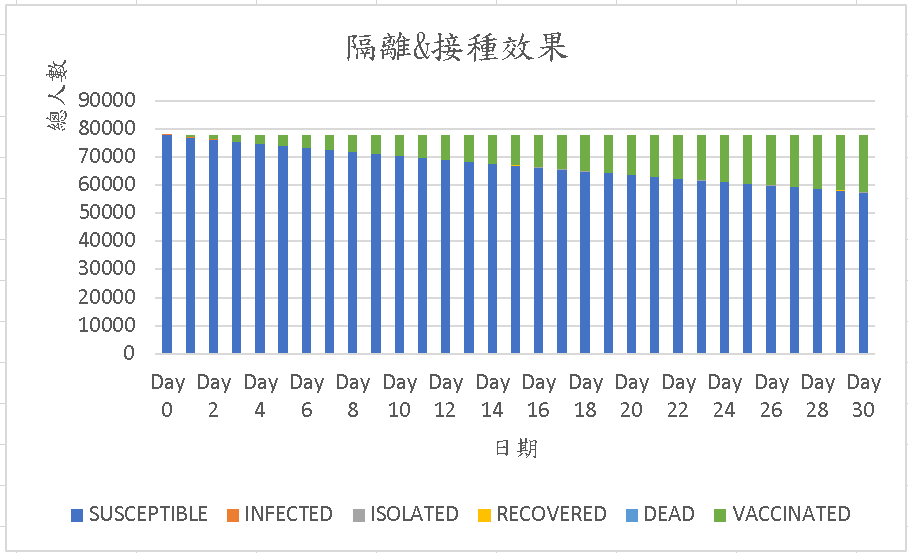 隔離&接種效果
總人數
90000
80000
70000
60000
50000
40000
30000
20000
10000
0
Day 0 Day 2 Day 4 Day 6 Day 8 Day 10 Day 12 Day 14 Day 16 Day 18 Day 20 Day 22 Day 24 Day 26 Day 28 Day 30
日期
SUSCEPTIBLE INFECTED ISOLATED RECOVERED DEAD VACCINATED